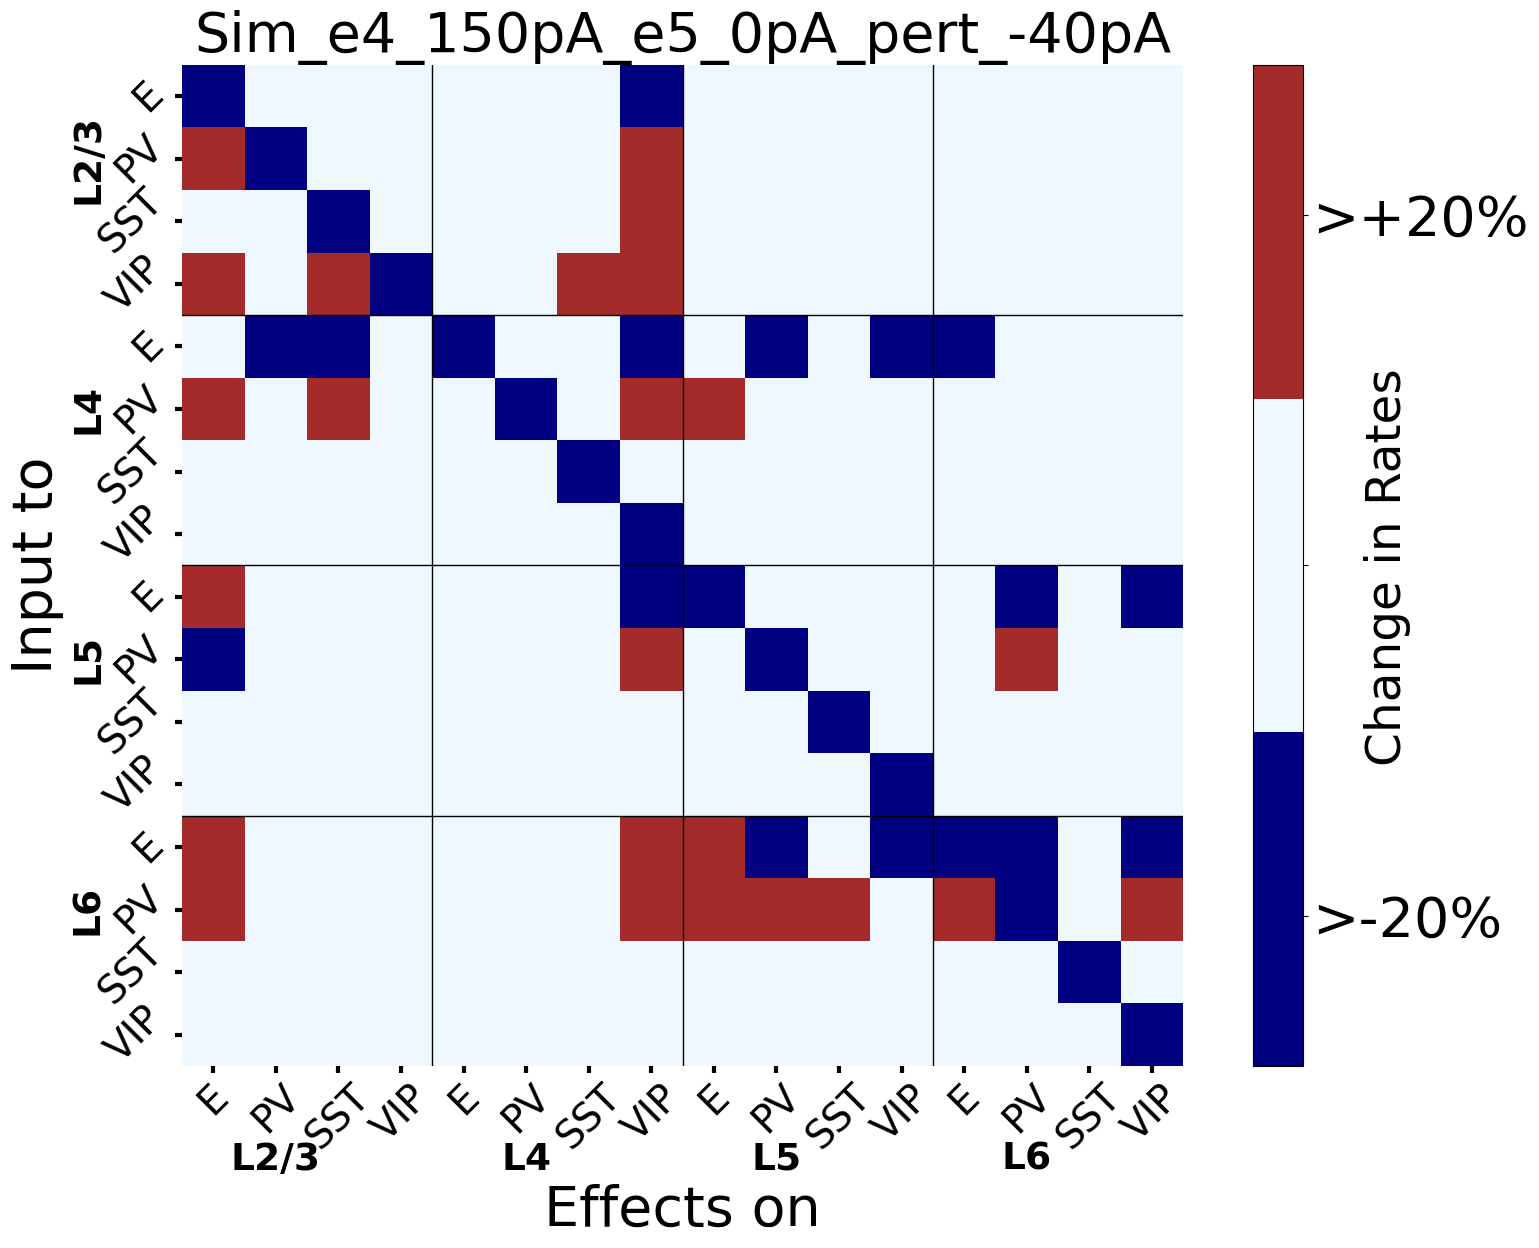 Sim_e4_150pA_e5_0pA_pert_-40pA
Input to
L2/3
E
PV
SST
VIP
L4
E
PV
SST
VIP
L5
E
PV
SST
VIP
L6
E
PV
SST
VIP
E
PV
SST
VIP
E
PV
SST
VIP
E
PV
SST
VIP
E
PV
SST
VIP
L2/3
L4
L5
L6
Effects on
>+20%
>-20%
Change in Rates